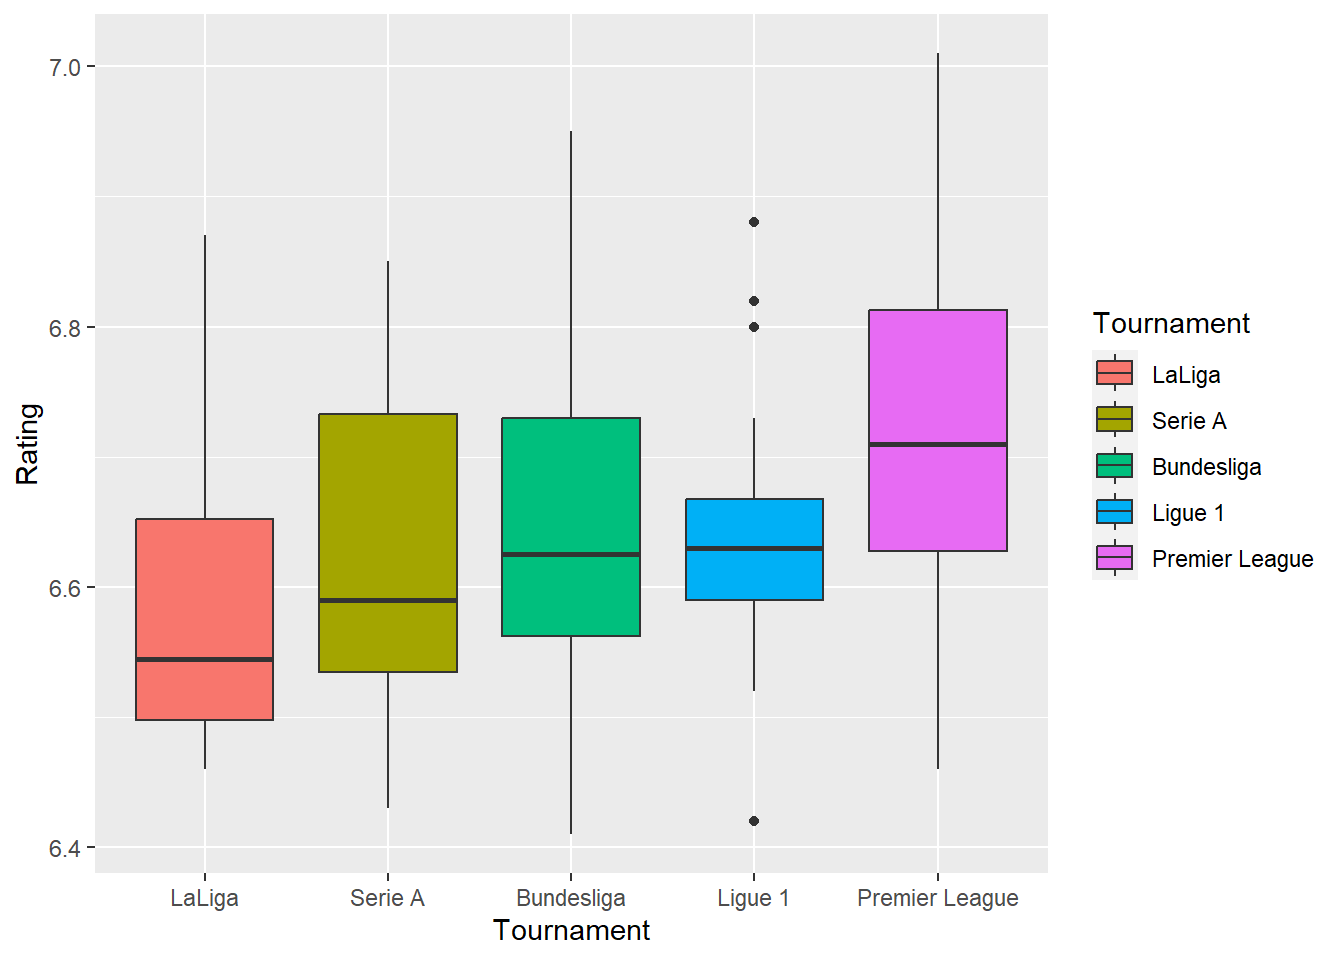 7.0
6.8
6.6
6.4
Rating
LaLiga
Serie A
Bundesliga
Ligue 1
Premier League
Tournament
Tournament
LaLiga
Serie A
Bundesliga
Ligue 1
Premier League